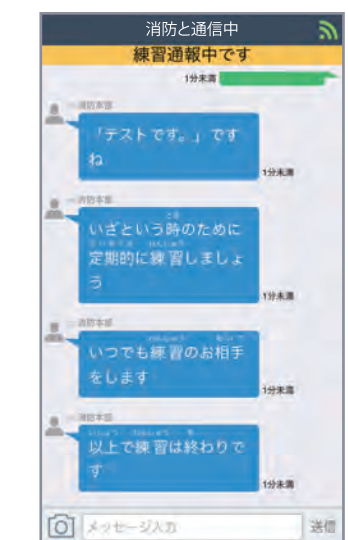 消防と通信中
練習通報中です
1分未満
消防本部
「テストです。」です
ね
1分未満
消防本部
いざという時のために
定期的に練習しましょ
う
1分未満
消防本部
いつでも練習のお相手
をします
1分未満
消防本部
以上で練習は終わりで
す
1分未満
メッセージ入力
送信